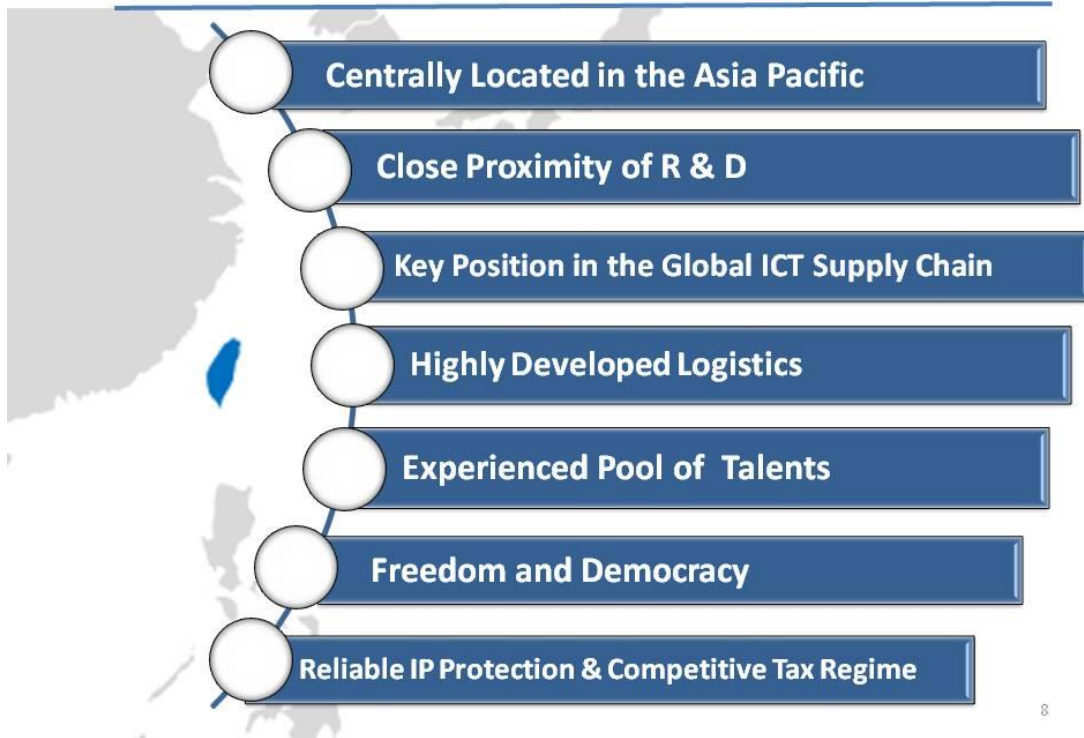 Centrally Located in the Asia Pacific
Close Proximity of R & D
Key Position in the Global ICT Supply Chain
Highly Developed Logistics
Experienced Pool of  Talents
Freedom and Democracy
Reliable IP Protection & Competitive Tax Regime
8